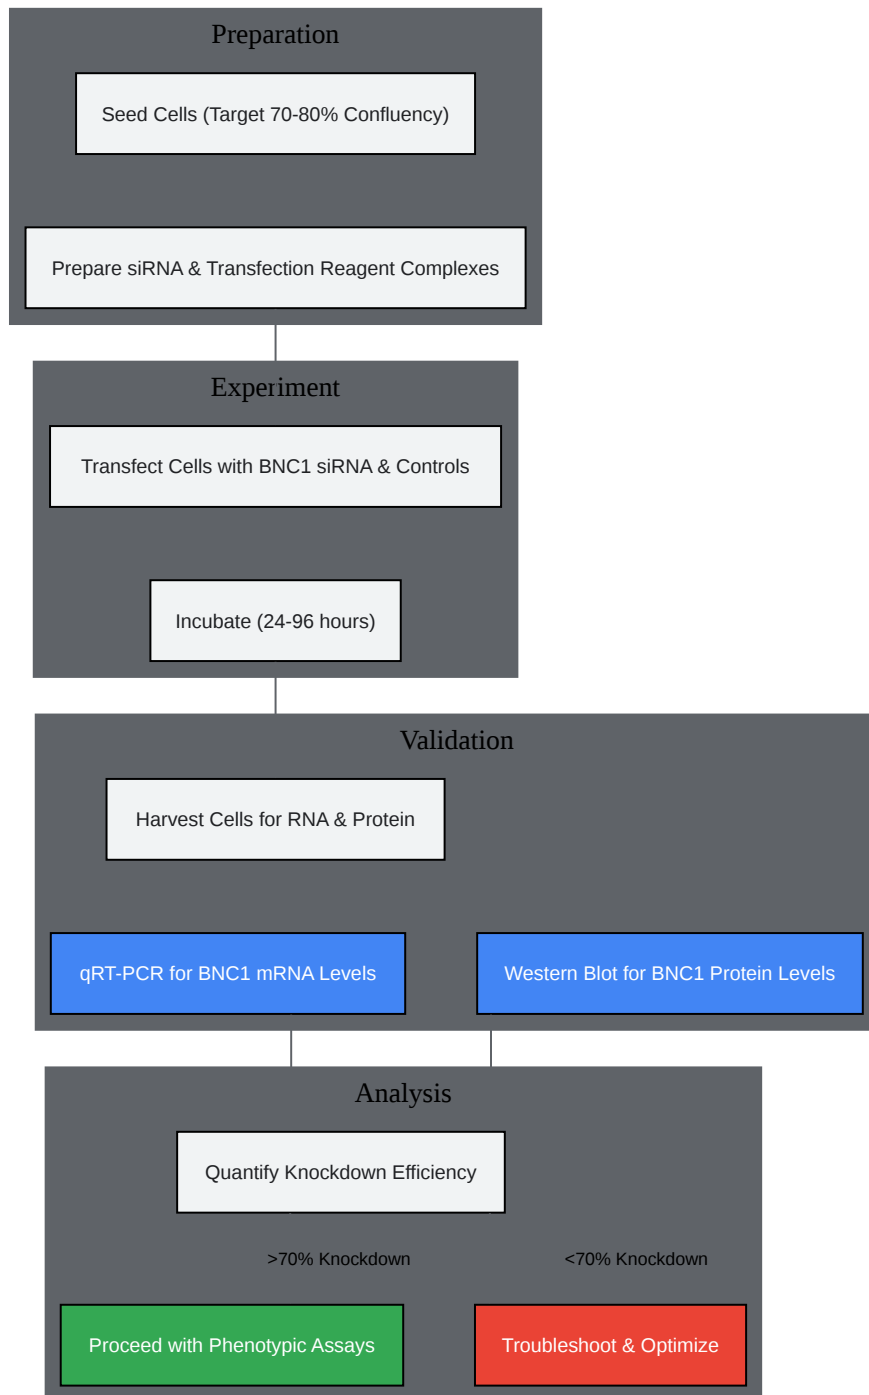 Preparation
Seed Cells (Target 70-80% Confluency)
Prepare siRNA & Transfection Reagent Complexes
Experiment
Transfect Cells with BNC1 siRNA & Controls
Incubate (24-96 hours)
Validation
Harvest Cells for RNA & Protein
qRT-PCR for BNC1 mRNA Levels
Western Blot for BNC1 Protein Levels
Analysis
Quantify Knockdown Efficiency
>70% Knockdown
<70% Knockdown
Proceed with Phenotypic Assays
Troubleshoot & Optimize